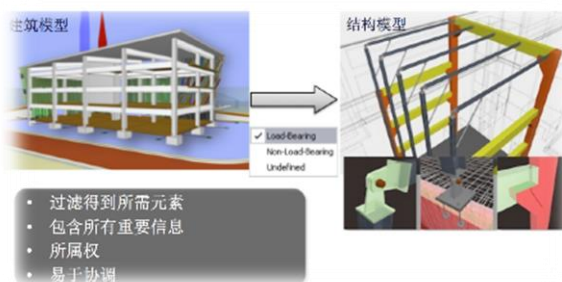 建筑模型
结构模型
Load-Bearing
Non-Load-Bearing
Undefined
过滤得到所需元素
包含所有重要信息
所属权
易于协调